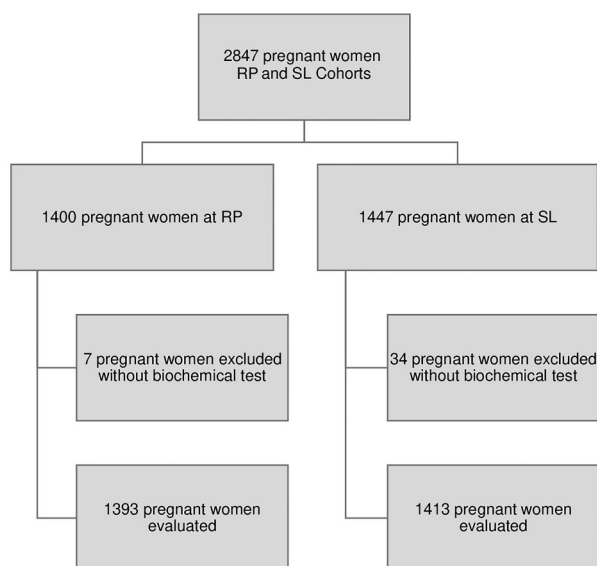 2847 pregnant women
RP and SL Cohorts
1400 pregnant women at RP
1447 pregnant women at SL
7 pregnant women excluded
without biochemical test
34 pregnant women excluded
without biochemical test
1393 pregnant women
evaluated
1413 pregnant women
evaluated